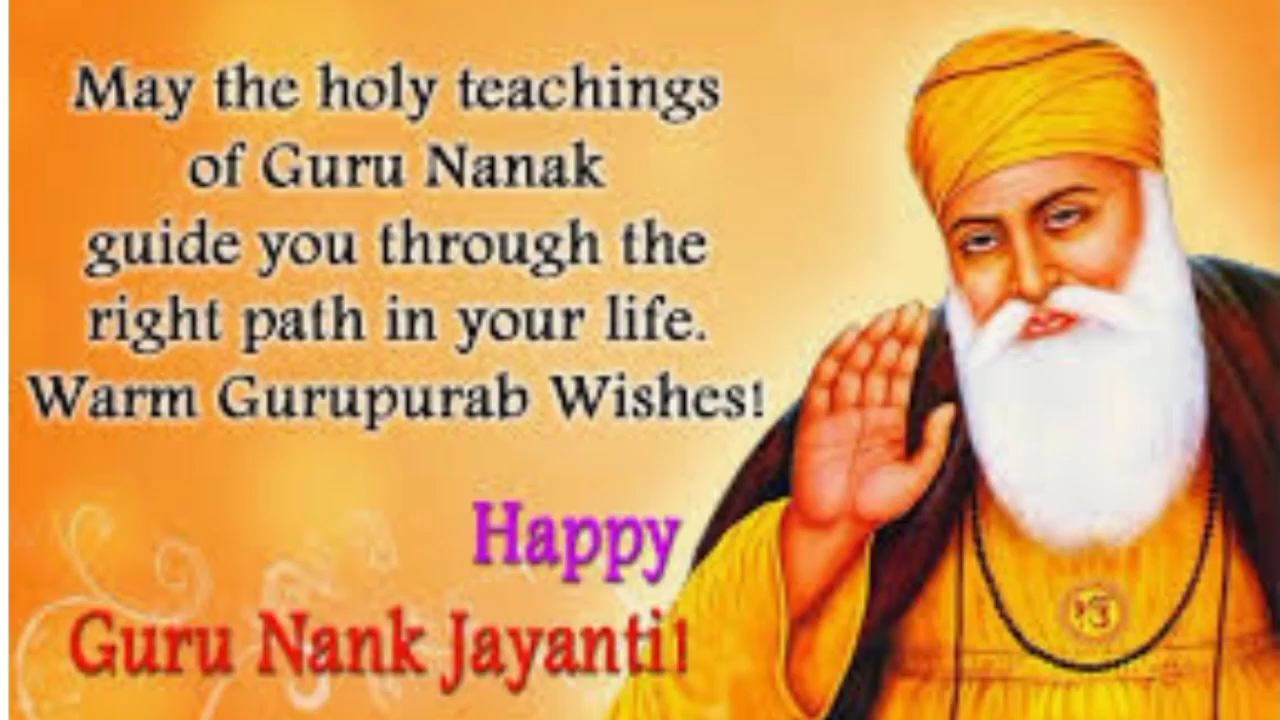 May the holy teachings
of Guru Nanak
guide you through the
right path in your life.
Warm Gurupurab Wishes!
Happy
Guru Nank Jayanti!
ੴ